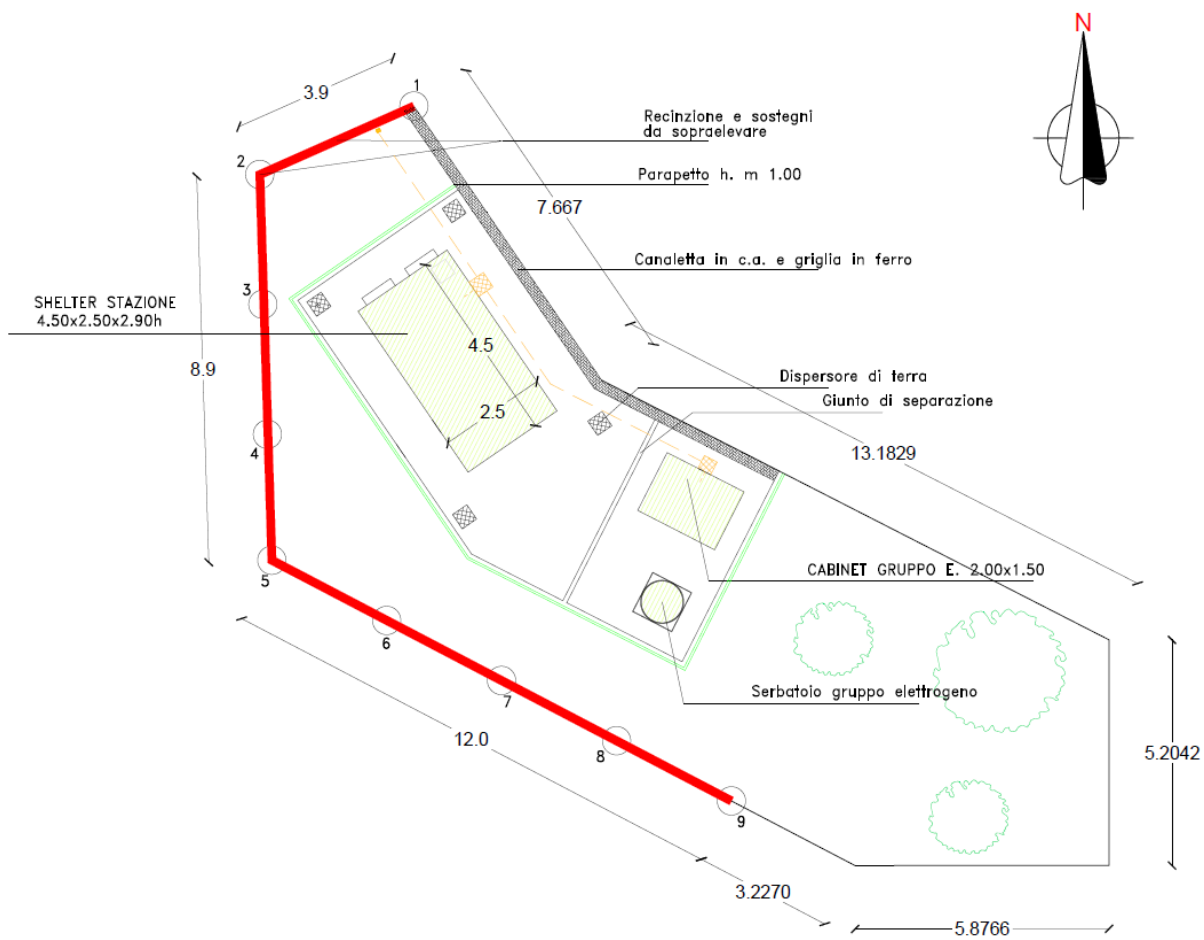 N
1
3.9
Recinzione e sostegni
da sopraelevare
2
Parapetto h. m 1.00
7.667
Canaletta in c.a. e griglia in ferro
SHELTER STAZIONE
4.50x2.50x2.90h
3
4.5
8.9
Dispersore di terra
Giunto di separazione
2.5
13.1829
4
5
CABINET GRUPPO E. 2.00x1.50
6
7
Serbatoio gruppo elettrogeno
12.0
8
5.2042
9
3.2270
5.8766